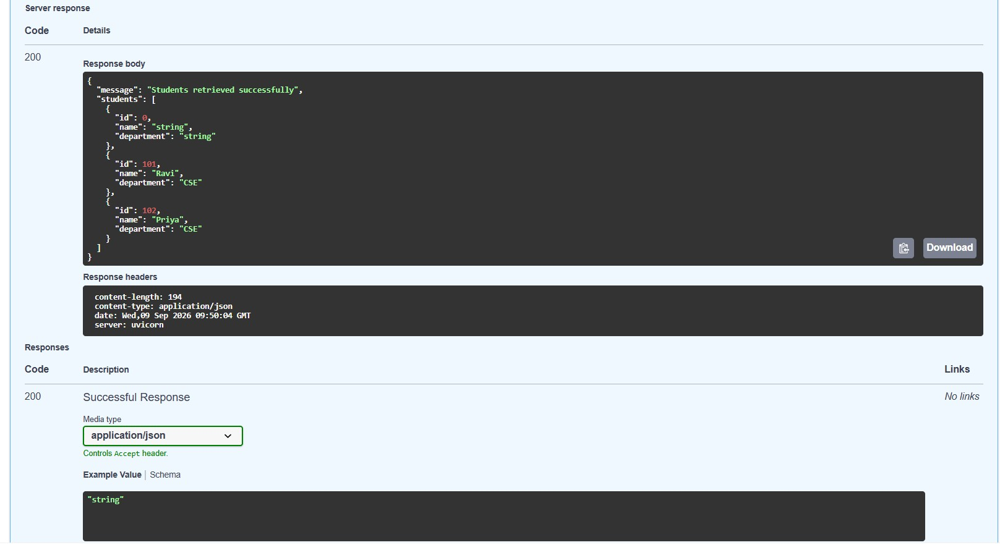 Server response
Code Details
200
Response body
{
  "message": "Students retrieved successfully",
  "students": [
    {
      "id": 0,
      "name": "string",
      "department": "string"
    },
    {
      "id": 101,
      "name": "Ravi",
      "department": "CSE"
    },
    {
      "id": 102,
      "name": "Priya",
      "department": "CSE"
    }
  ]
}
Download
Response headers
content-length: 194
content-type: application/json
date: Wed,09 Sep 2026 09:50:04 GMT
server: uvicorn
Responses
Code Description Links
200 Successful Response No links
Media type
application/json
Controls Accept header.
Example Value | Schema
"string"